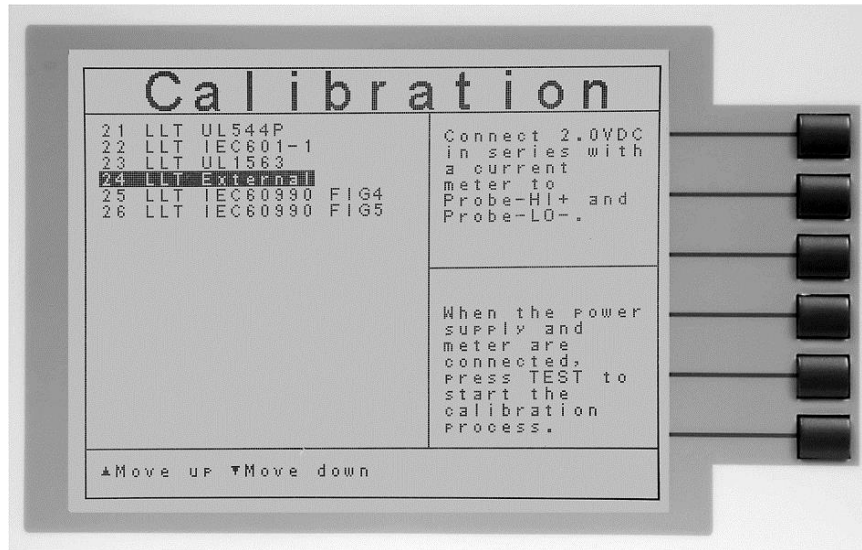 Calibration
21 LLT UL544P
22 LLT IEC601-1
23 LLT UL1563
24 LLT External
25 LLT IEC60990 FIG4
26 LLT IEC60990 FIG5
Connect 2.0VDC
in series with
a current
meter to
Probe-HI+ and
Probe-LO-.
When the power
supply and
meter are
connected,
press TEST to
start the
calibration
process.
▲Move up ▼Move down